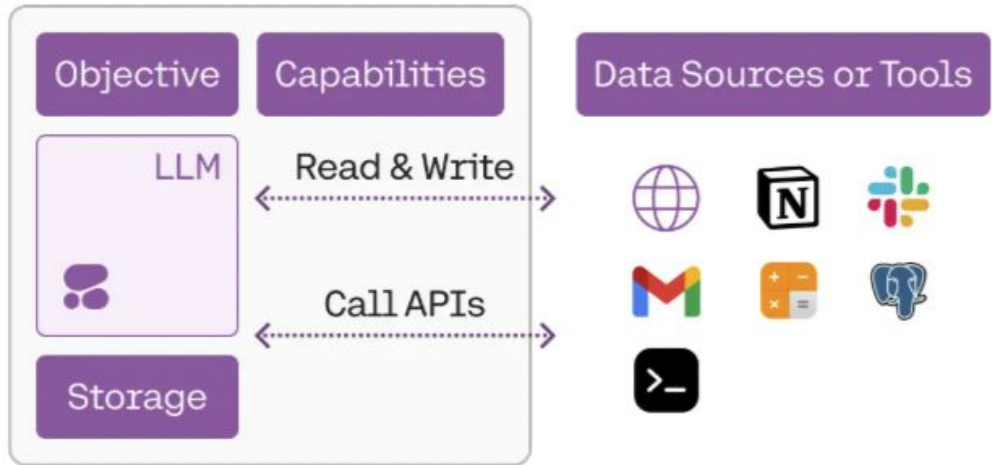 Objective
Capabilities
Data Sources or Tools
LLM
Read & Write
N
Call APIs
+ −
× =
>_
Storage